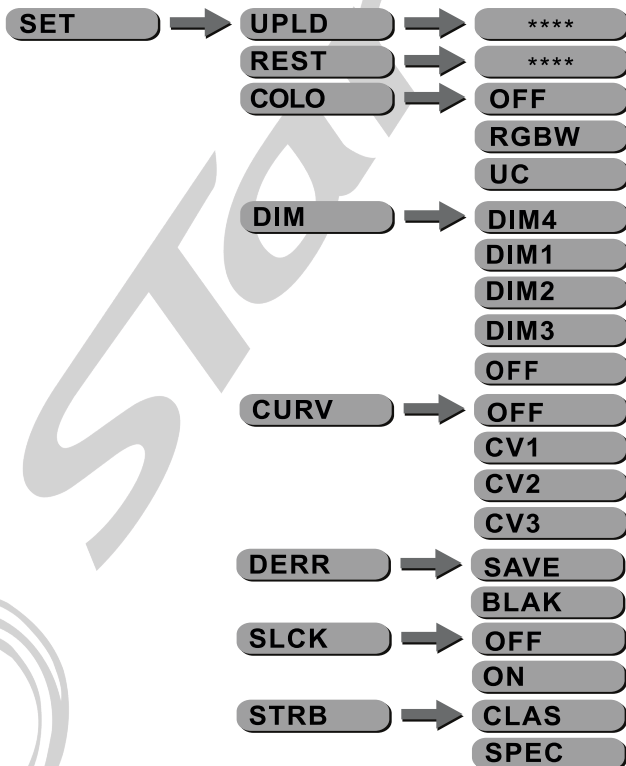 SET UPLD ****
REST ****
COLO OFF
RGBW
UC
DIM DIM4
DIM1
DIM2
DIM3
OFF
CURV OFF
CV1
CV2
CV3
DERR SAVE
BLAK
SLCK OFF
ON
STRB CLAS
SPEC